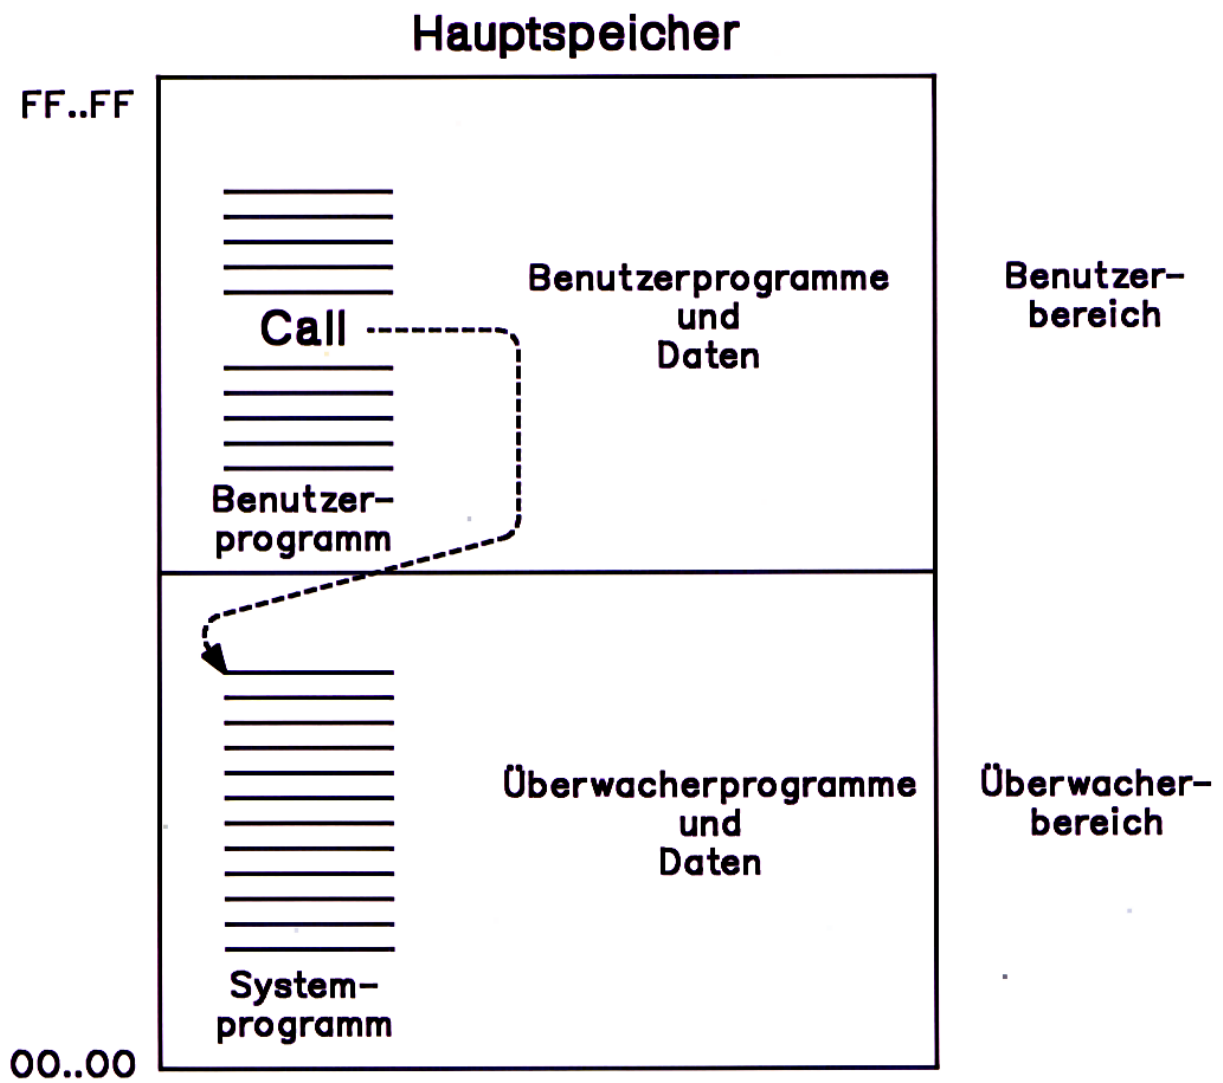 Hauptspeicher
FF..FF
Call
Benutzerprogramme
und
Daten
Benutzer-
bereich
Benutzer-
programm
Überwacherprogramme
und
Daten
Überwacher-
bereich
System-
programm
00..00